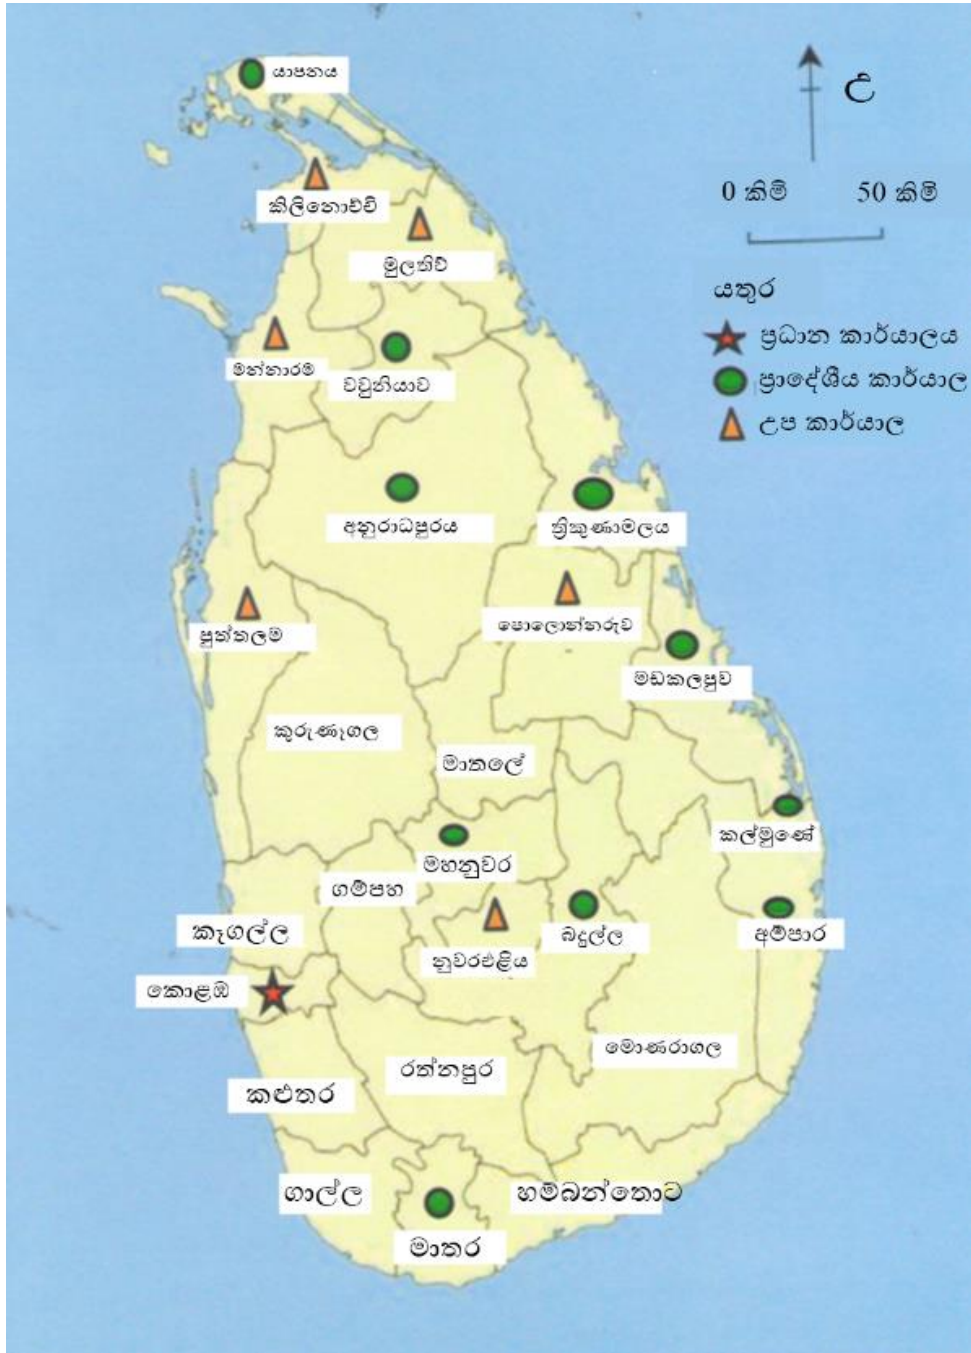 යාපනය
උ
කිලිනොච්චි
0 කිමි 50 කිමි
මුලතිව්
යතුර
ප්‍රධාන කාර්යාලය
මන්නාරම
වවුනියාව
ප්‍රාදේශීය කාර්යාල
උප කාර්යාල
අනුරාධපුරය
ත්‍රිකුණාමලය
පුත්තලම
පොලොන්නරුව
මඩකලපුව
කුරුණෑගල
මාතලේ
කල්මුණේ
මහනුවර
ගම්පහ
කෑගල්ල
බදුල්ල
අම්පාර
නුවරඑළිය
කොළඹ
මොණරාගල
රත්නපුර
කළුතර
ගාල්ල
හම්බන්තොට
මාතර